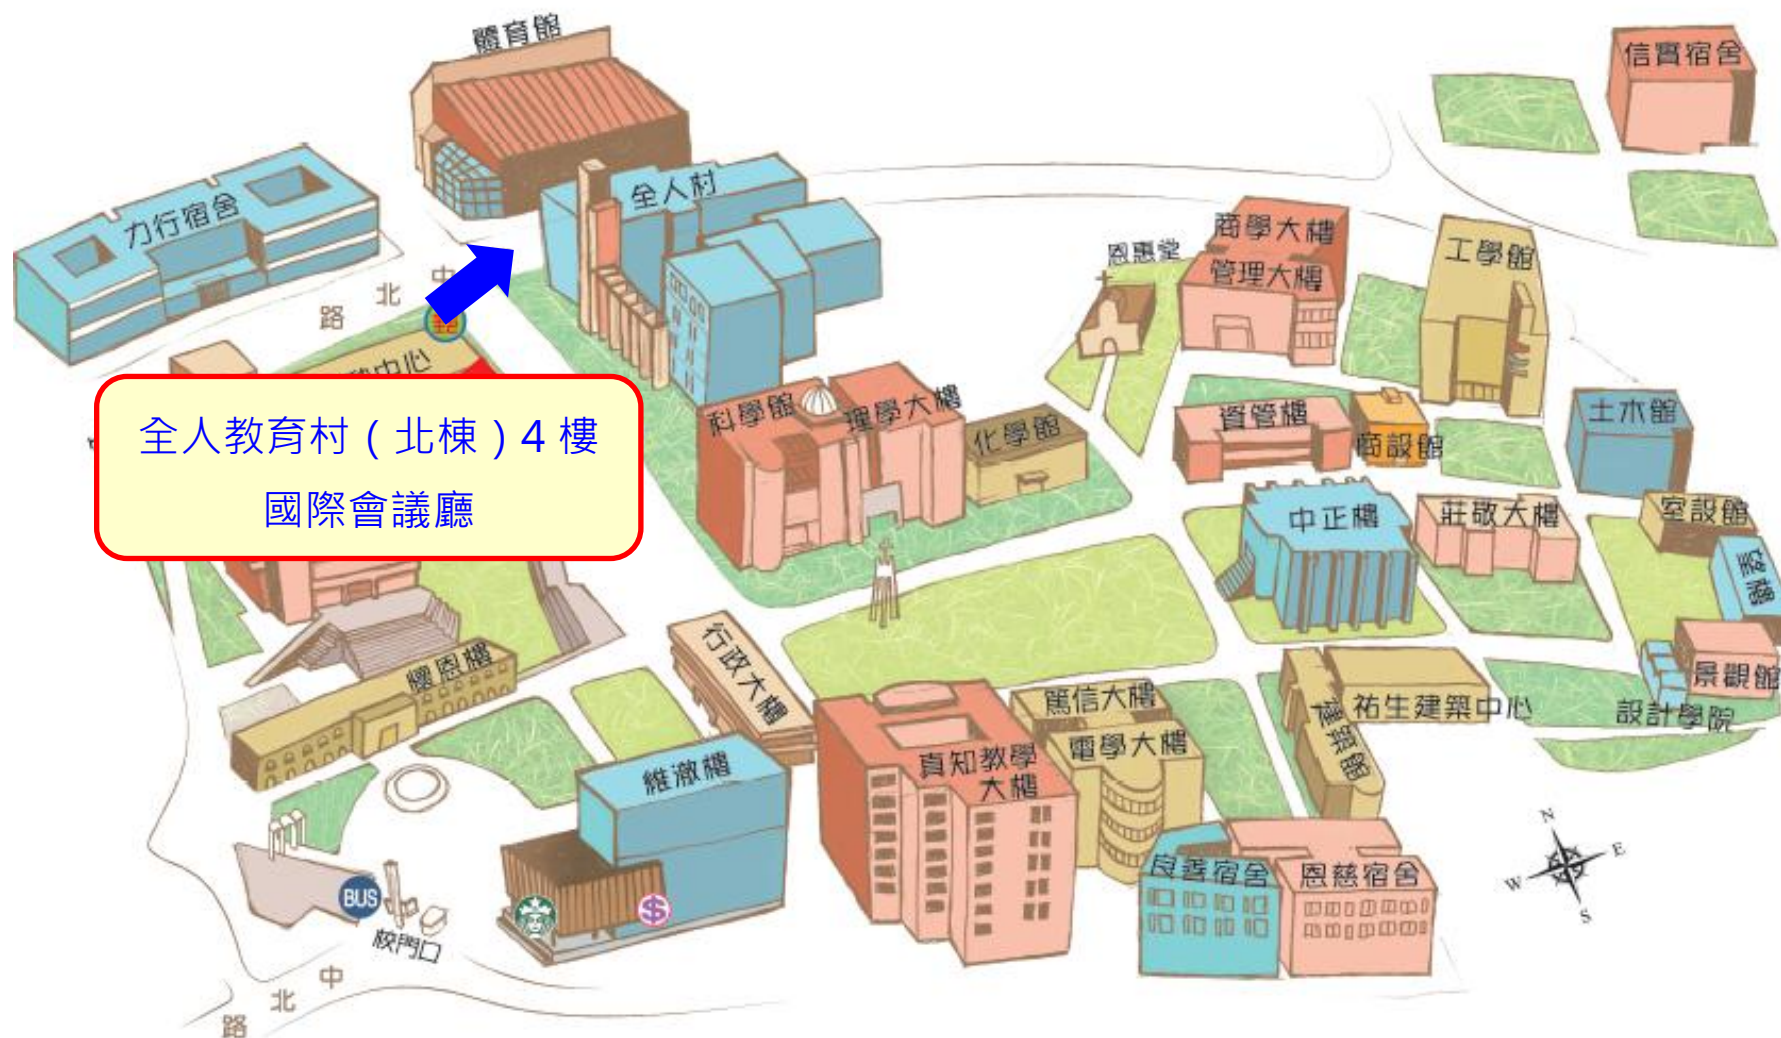 體育館
信實宿舍
全人村
力行宿舍
商學大樓
恩惠堂
管理大樓
工學館
中
北
路
中心
全人教育村（北棟）4 樓
國際會議廳
科學館
理學大樓
化學館
資管樓
商設館
土木館
中正樓
莊敬大樓
室設館
望樓
懷恩樓
行政大樓
景觀館
篤信大樓
祐生建築中心
設計學院
電學大樓
建築館
維澈樓
真知教學
大樓
良善宿舍
恩慈宿舍
N
E
W
S
BUS
$
校門口
中
北
路